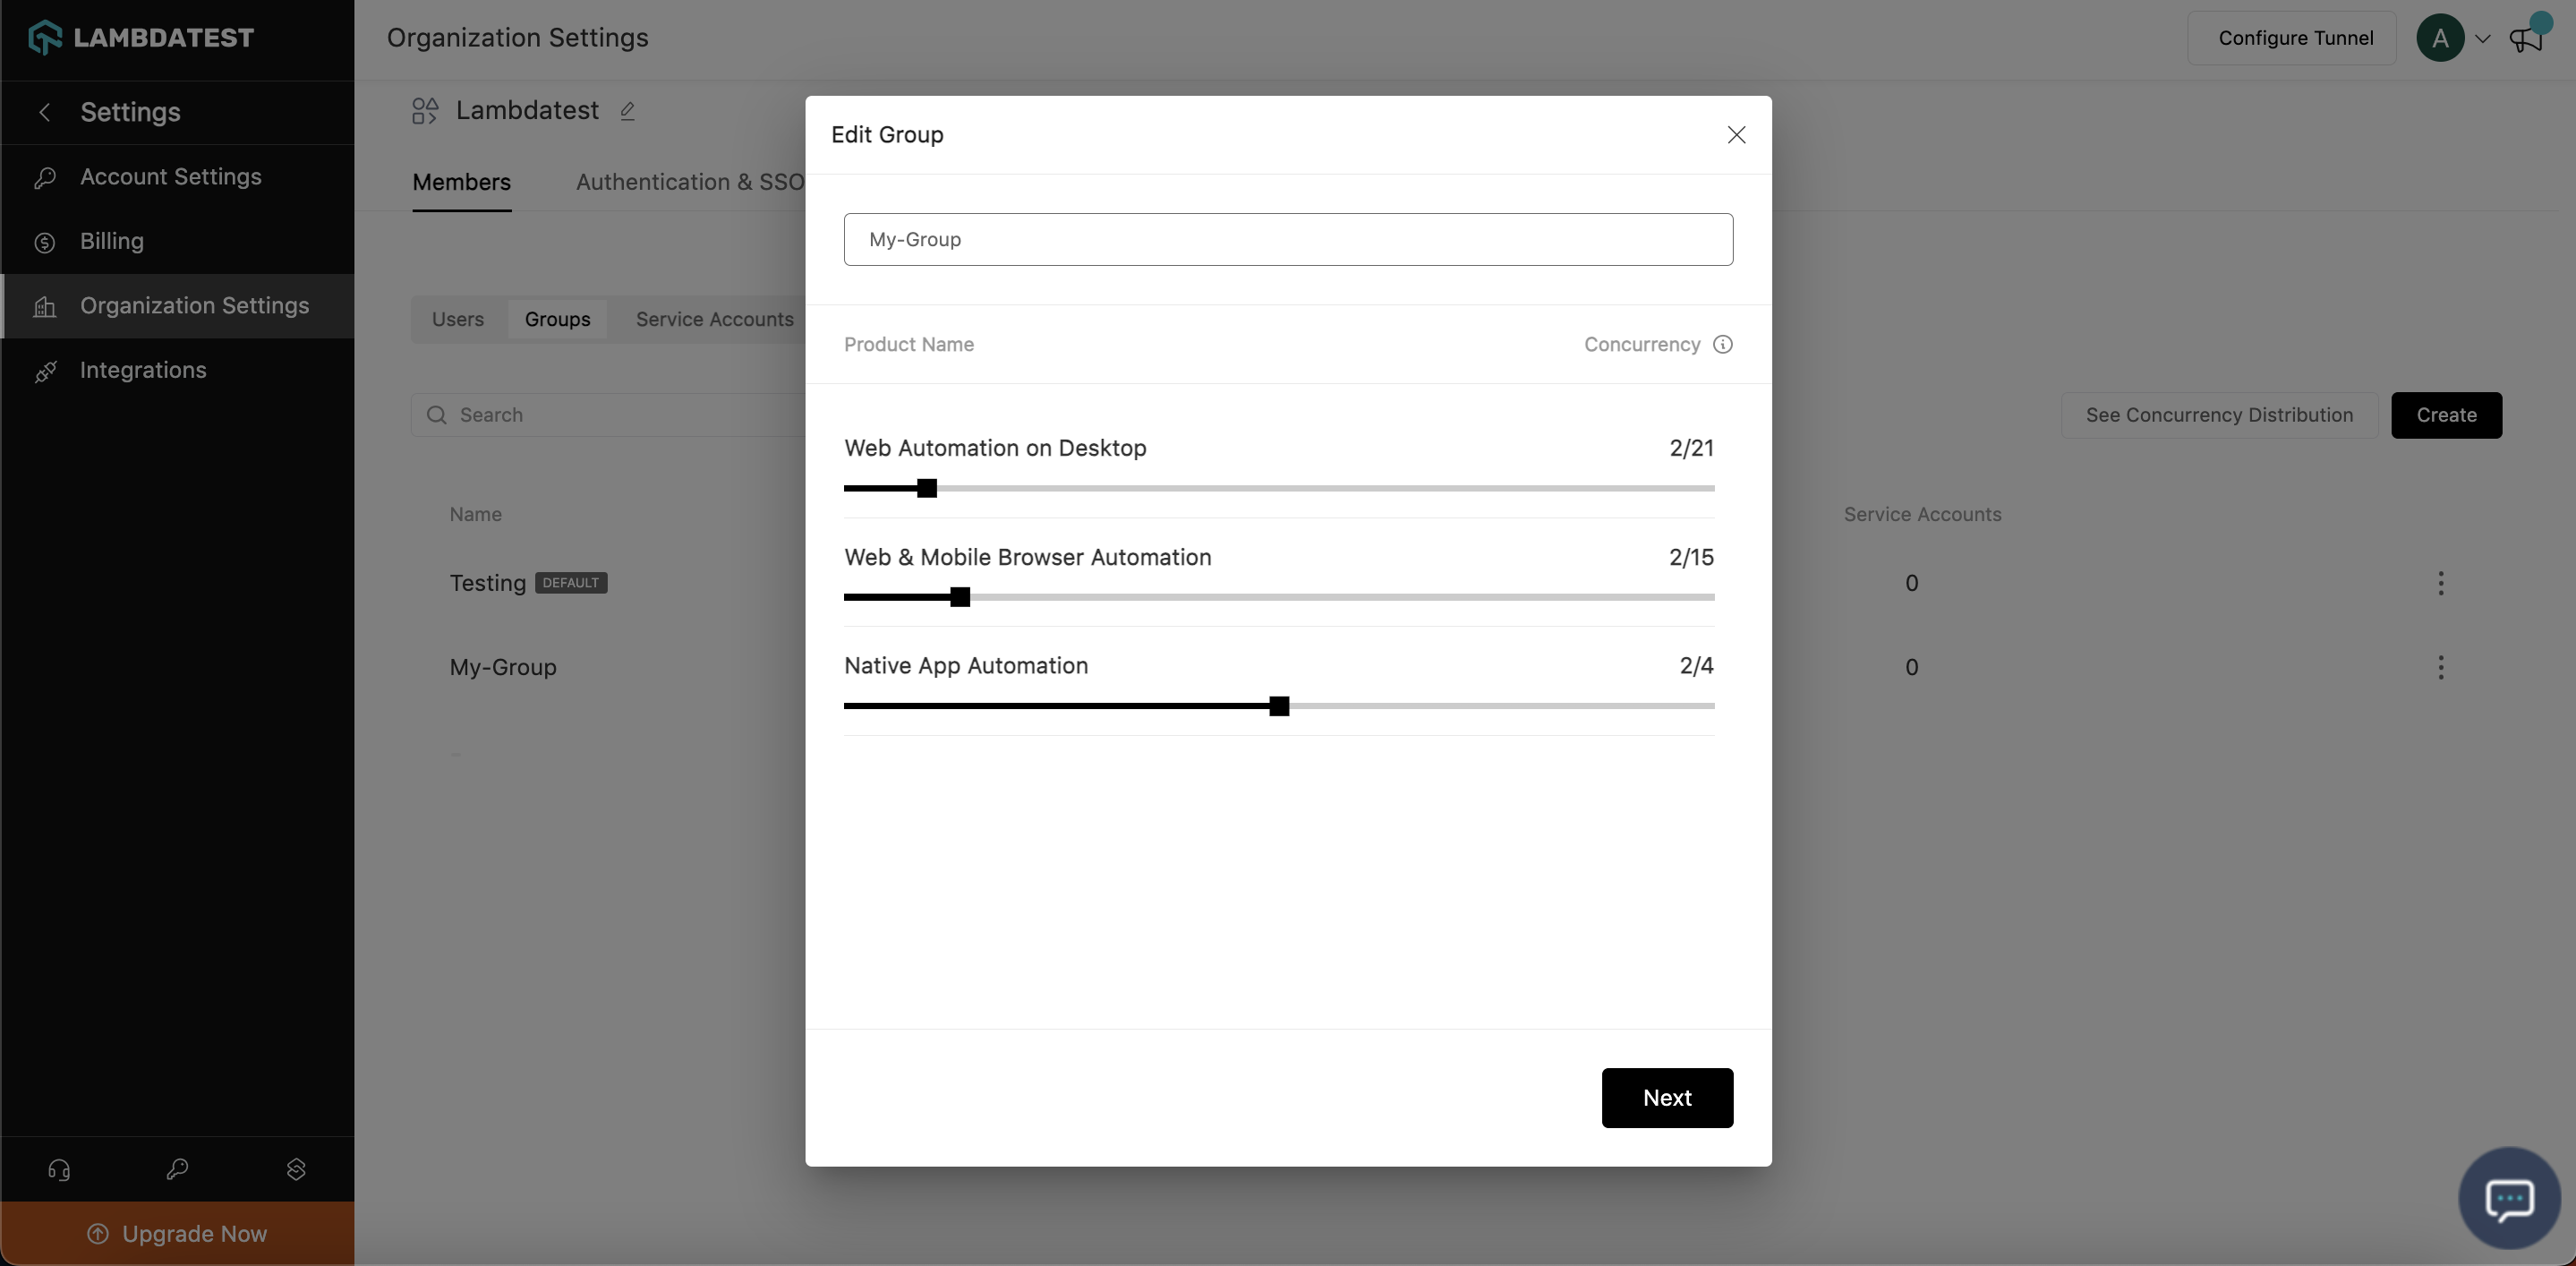 LAMBDATEST
Settings
Account Settings
Billing
Organization Settings
Integrations
Upgrade Now
Organization Settings
Configure Tunnel
A
Lambdatest
Members
Authentication & SSO
Users
Groups
Service Accounts
Search
See Concurrency Distribution
Create
Name
Service Accounts
Testing DEFAULT
0
My-Group
0
Edit Group
My-Group
Product Name
Concurrency
Web Automation on Desktop
2/21
Web & Mobile Browser Automation
2/15
Native App Automation
2/4
Next